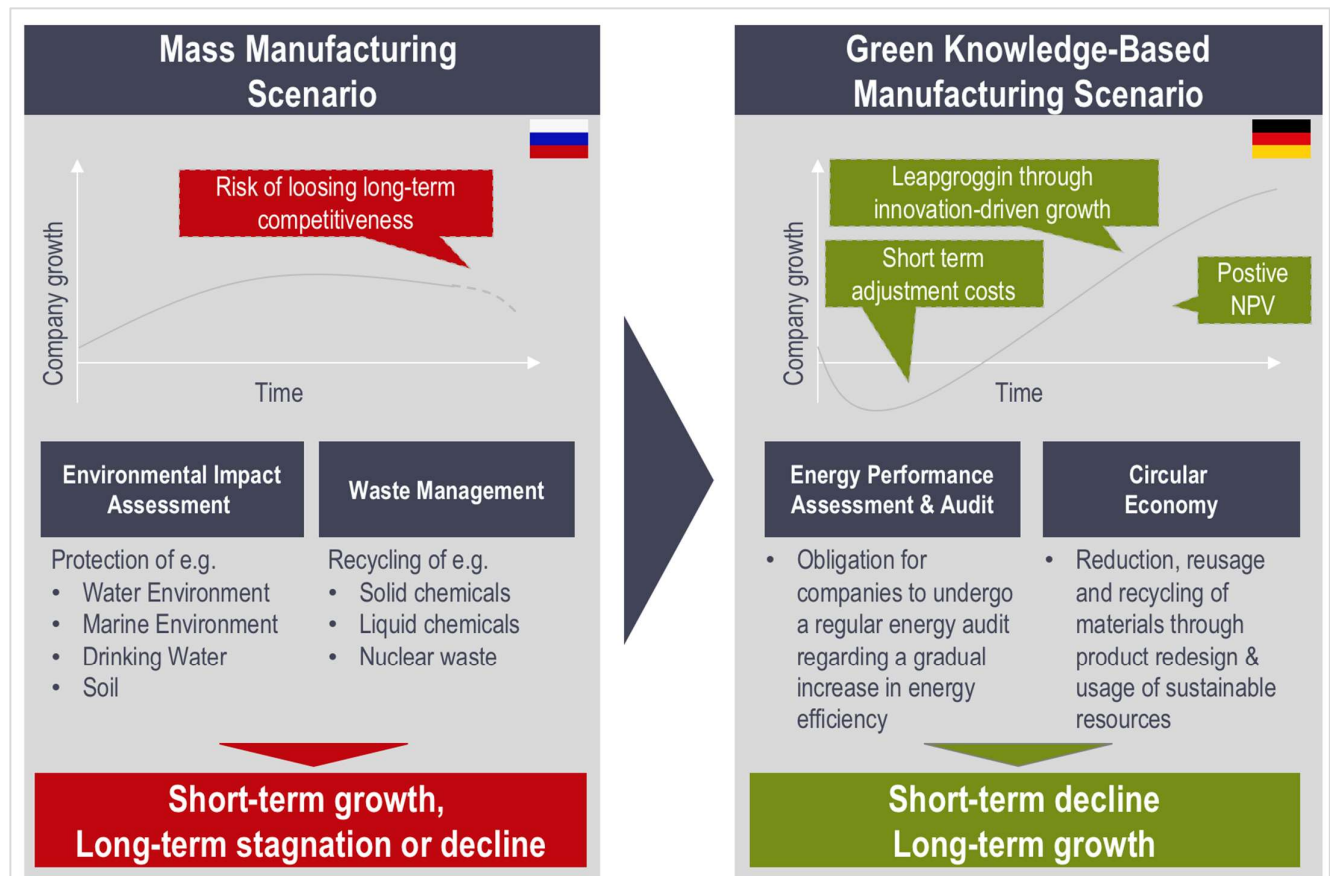 Mass Manufacturing
Scenario
Risk of loosing long-term
competitiveness
Company growth
Time
Environmental Impact
Assessment
Protection of e.g.
• Water Environment
• Marine Environment
• Drinking Water
• Soil
Waste Management
Recycling of e.g.
• Solid chemicals
• Liquid chemicals
• Nuclear waste
Short-term growth,
Long-term stagnation or decline
Green Knowledge-Based
Manufacturing Scenario
Leapgroggin through
innovation-driven growth
Short term
adjustment costs
Postive
NPV
Company growth
Time
Energy Performance
Assessment & Audit
• Obligation for
companies to undergo
a regular energy audit
regarding a gradual
increase in energy
efficiency
Circular
Economy
• Reduction, reusage
and recycling of
materials through
product redesign &
usage of sustainable
resources
Short-term decline
Long-term growth